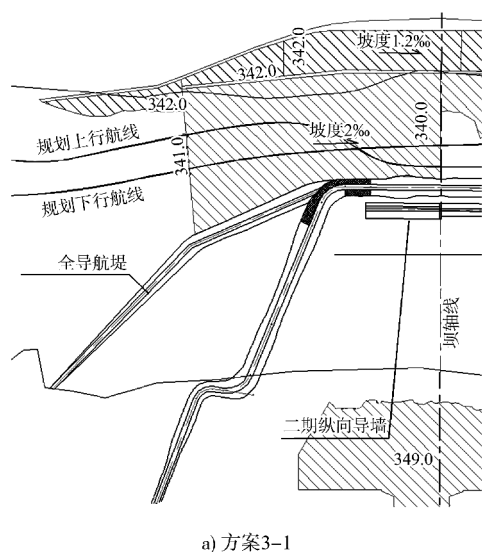 坡度1.2‰
342.0
342.0
342.0
坡度2‰
340.0
规划上行航线
341.0
规划下行航线
全导航堤
坝轴线
二期纵向导墙
349.0
a) 方案3-1